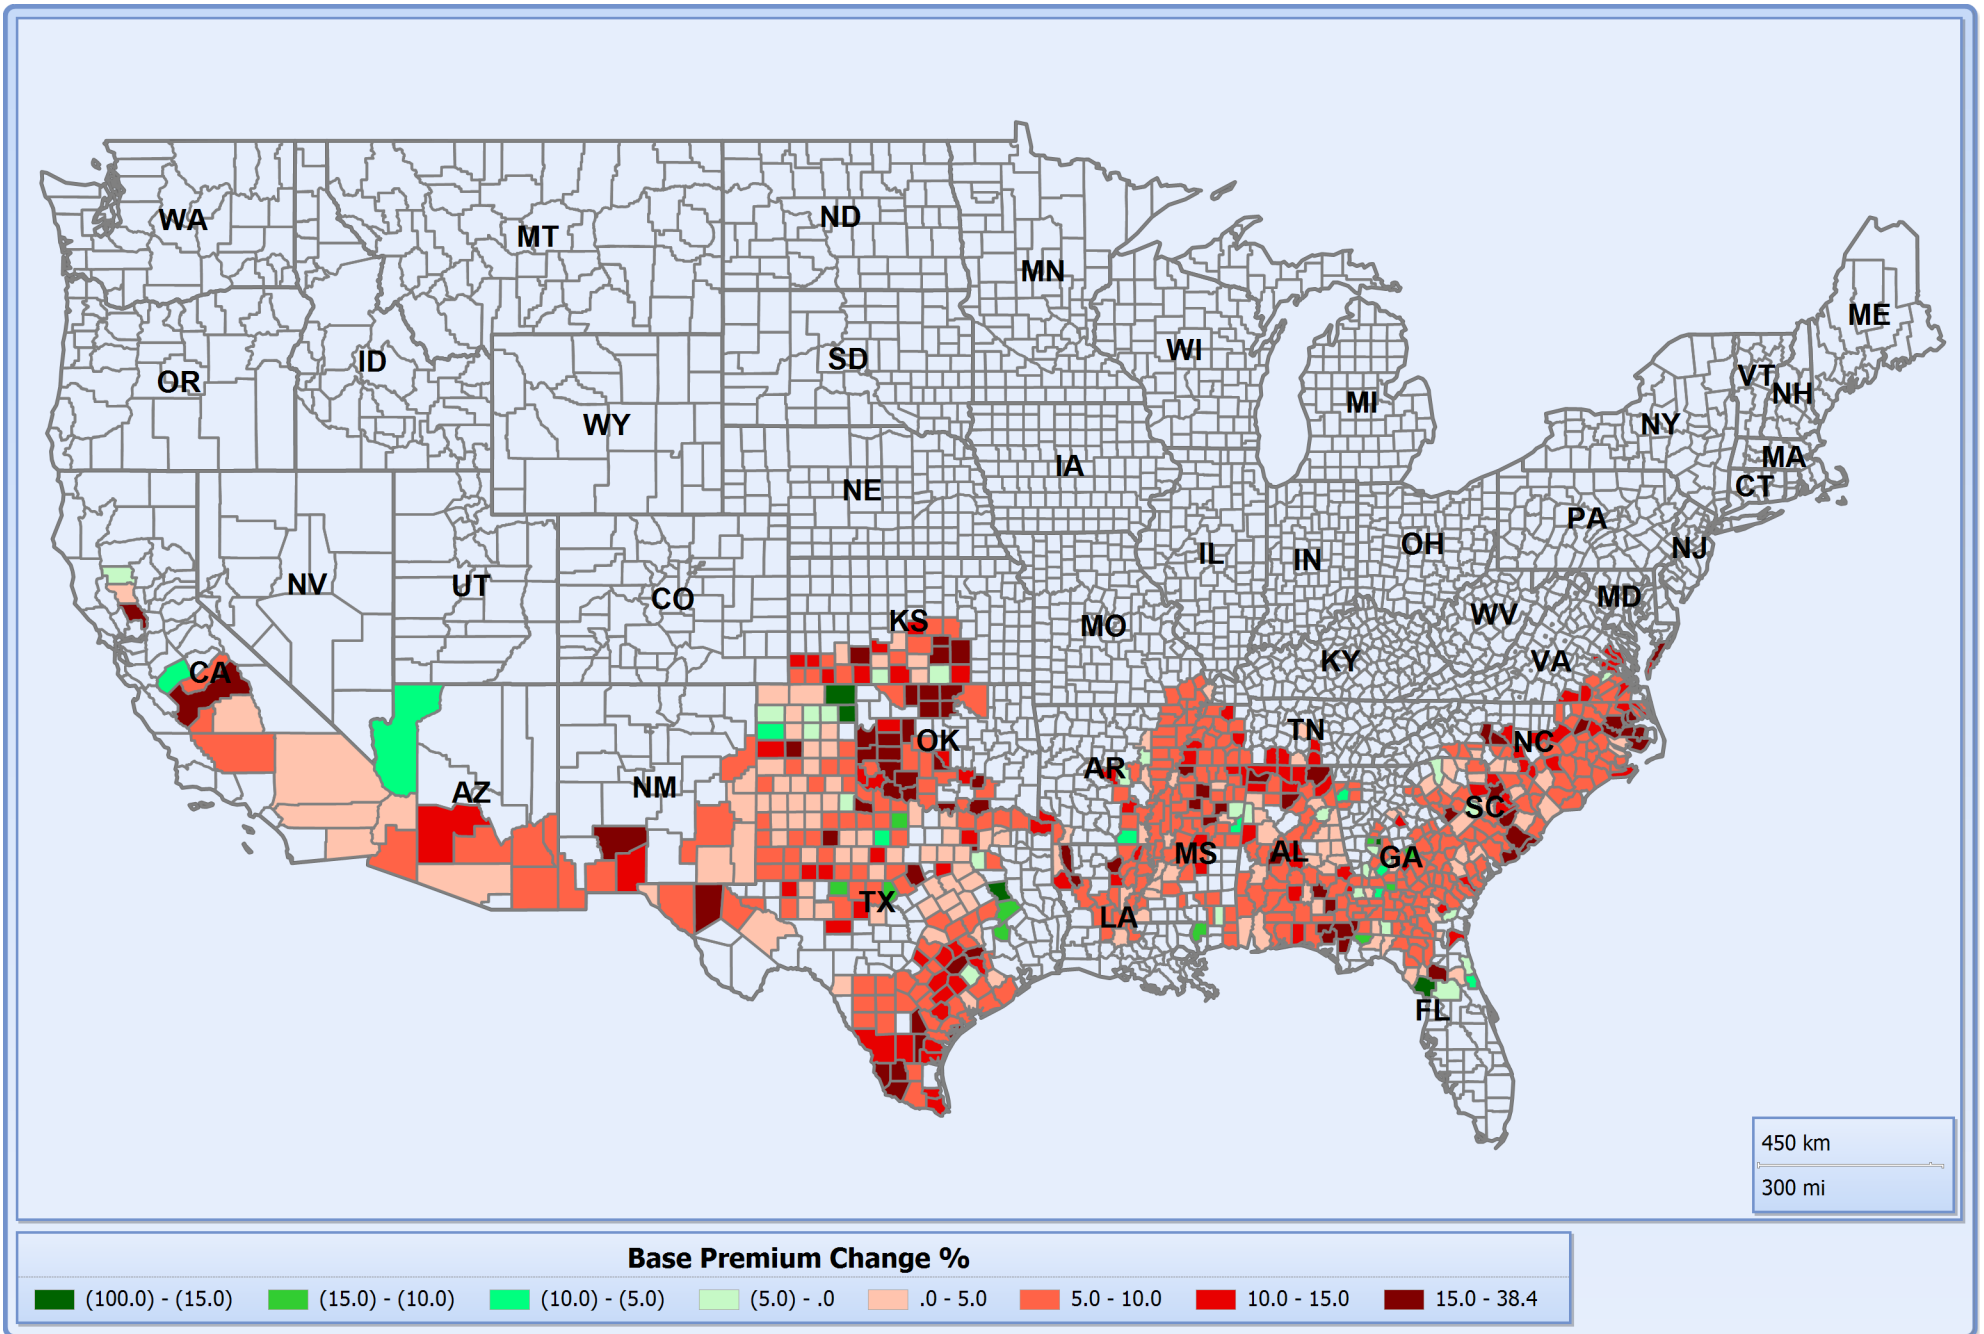 WA
MT
ND
MN
ME
OR
ID
SD
WI
MI
VT
NH
NY
WY
MA
CT
IA
NE
PA
NJ
IL
IN
OH
NV
UT
CO
MD
WV
KS
MO
KY
VA
CA
AZ
NM
OK
AR
TN
NC
SC
TX
LA
MS
AL
GA
FL
450 km
300 mi
Base Premium Change %
(100.0) - (15.0) (15.0) - (10.0) (10.0) - (5.0) (5.0) - .0 .0 - 5.0 5.0 - 10.0 10.0 - 15.0 15.0 - 38.4